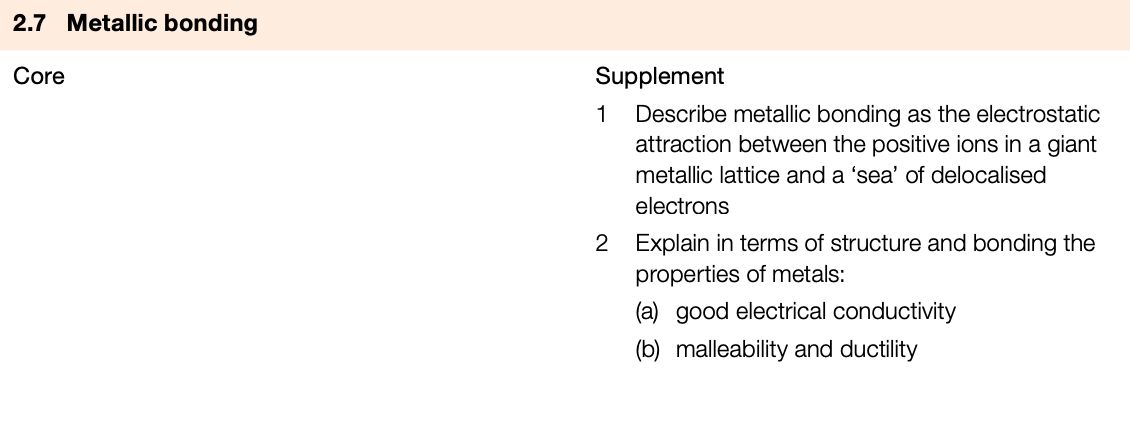 2.7 Metallic bonding
Core
Supplement
1 Describe metallic bonding as the electrostatic
attraction between the positive ions in a giant
metallic lattice and a ‘sea’ of delocalised
electrons
2 Explain in terms of structure and bonding the
properties of metals:
(a) good electrical conductivity
(b) malleability and ductility